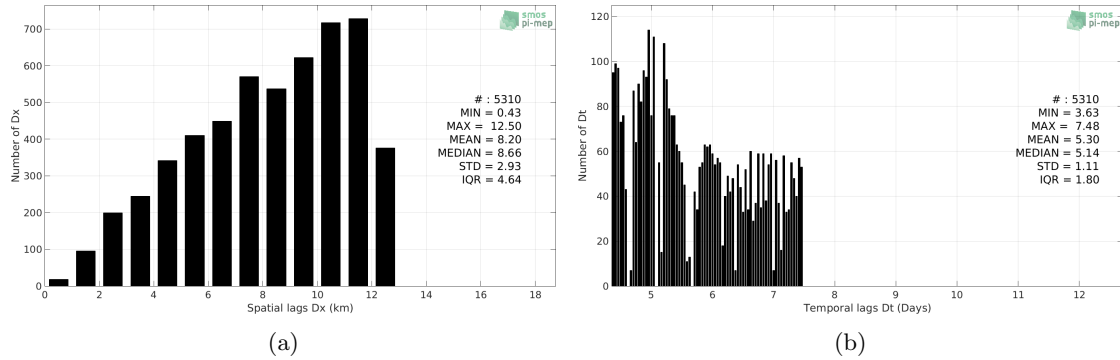 smos
pi-mep
700
600
500
400
300
200
100
0
Number of Dx
# : 5310
MIN = 0.43
MAX = 12.50
MEAN = 8.20
MEDIAN = 8.66
STD = 2.93
IQR = 4.64
0 2 4 6 8 10 12 14 16 18
Spatial lags Dx (km)
(a)
smos
pi-mep
120
100
80
60
40
20
0
Number of Dt
# : 5310
MIN = 3.63
MAX = 7.48
MEAN = 5.30
MEDIAN = 5.14
STD = 1.11
IQR = 1.80
5 6 7 8 9 10 11 12
Temporal lags Dt (Days)
(b)